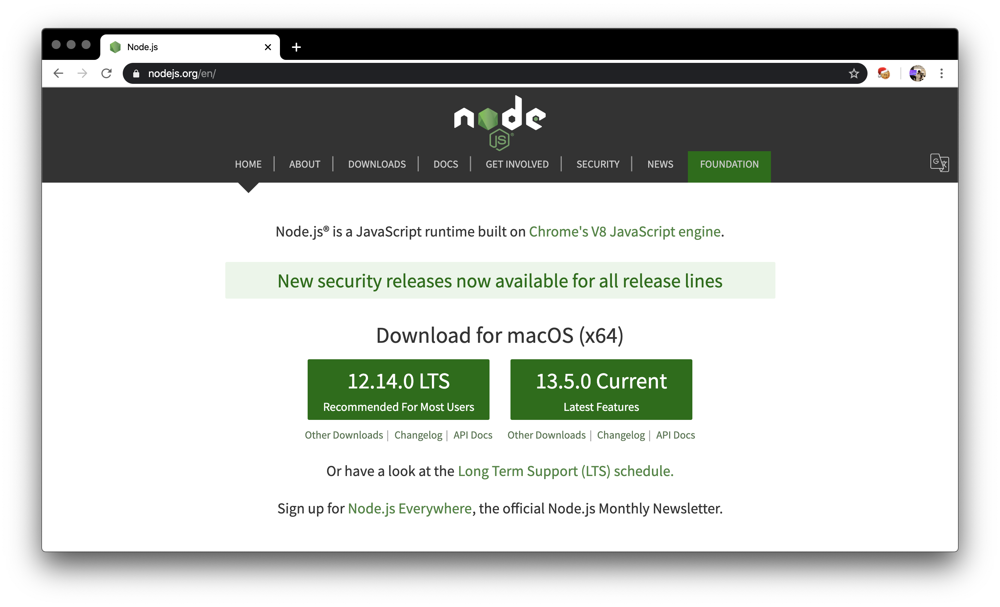 Node.js
nodejs.org/en/
node
JS®
HOME | ABOUT | DOWNLOADS | DOCS | GET INVOLVED | SECURITY | NEWS FOUNDATION
G 文
Node.js® is a JavaScript runtime built on Chrome's V8 JavaScript engine.
New security releases now available for all release lines
Download for macOS (x64)
12.14.0 LTS
Recommended For Most Users
Other Downloads | Changelog | API Docs
13.5.0 Current
Latest Features
Other Downloads | Changelog | API Docs
Or have a look at the Long Term Support (LTS) schedule.
Sign up for Node.js Everywhere, the official Node.js Monthly Newsletter.